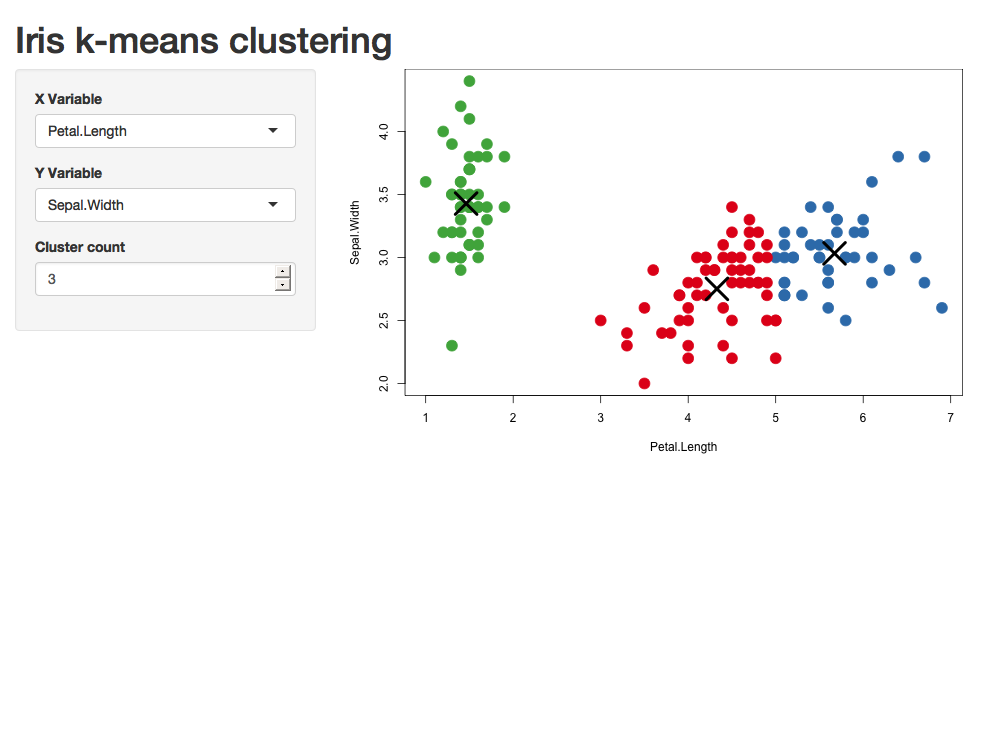 Iris k-means clustering
X Variable
Petal.Length
Y Variable
Sepal.Width
Cluster count
3
Sepal.Width
4.0
3.5
3.0
2.5
2.0
1 2 3 4 5 6 7
Petal.Length